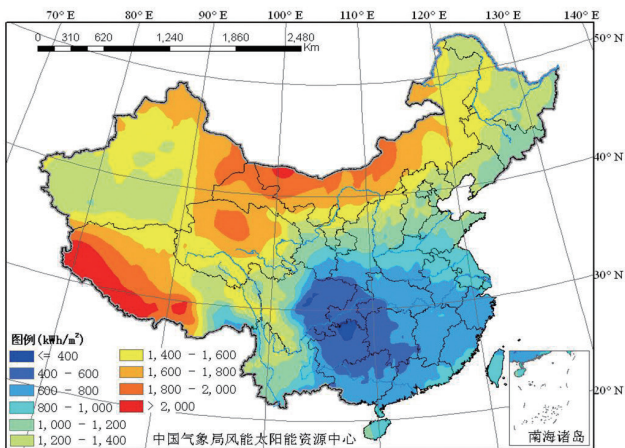 70° E 80° E 90° E 100° E 110° E 120° E 130° E 140° E
0 310 620 1,240 1,860 2,480
Km
50° N
40° N
30° N
20° N
图例(kWh/m²)
<= 400
400 - 600
600 - 800
800 - 1,000
1,000 - 1,200
1,200 - 1,400
1,400 - 1,600
1,600 - 1,800
1,800 - 2,000
> 2,000
中国气象局风能太阳能资源中心
南海诸岛